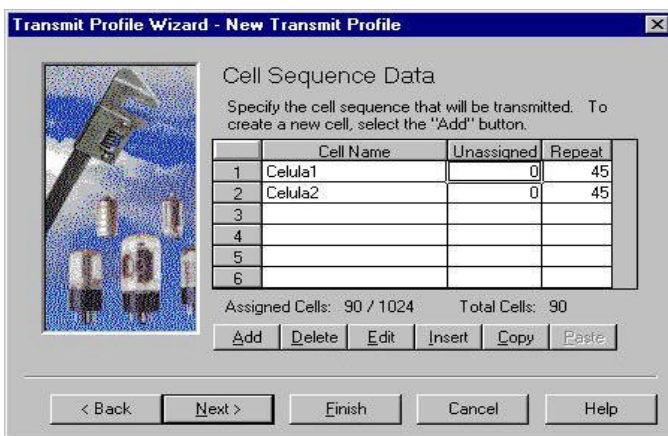 Transmit Profile Wizard - New Transmit Profile
Cell Sequence Data
Specify the cell sequence that will be transmitted. To
create a new cell, select the "Add" button.
Cell Name Unassigned Repeat
1 Celula1 0 45
2 Celula2 0 45
3
4
5
6
Assigned Cells: 90 / 1024 Total Cells: 90
Add Delete Edit Insert Copy Paste
< Back Next > Finish Cancel Help